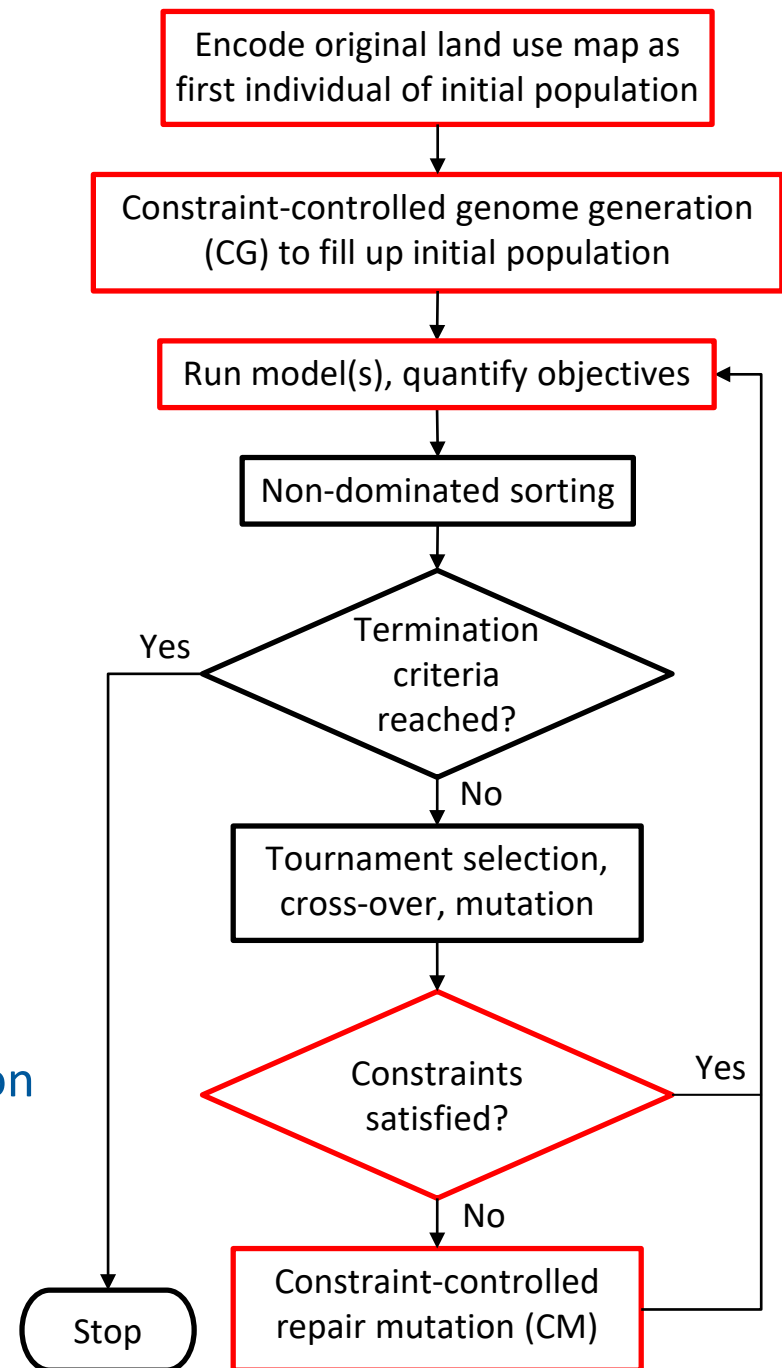 Encode original land use map as
first individual of initial population
Constraint-controlled genome generation
(CG) to fill up initial population
Run model(s), quantify objectives
Non-dominated sorting
Termination
criteria
reached?
Yes
No
Tournament selection,
cross-over, mutation
Constraints
satisfied?
Yes
on
No
Constraint-controlled
repair mutation (CM)
Stop